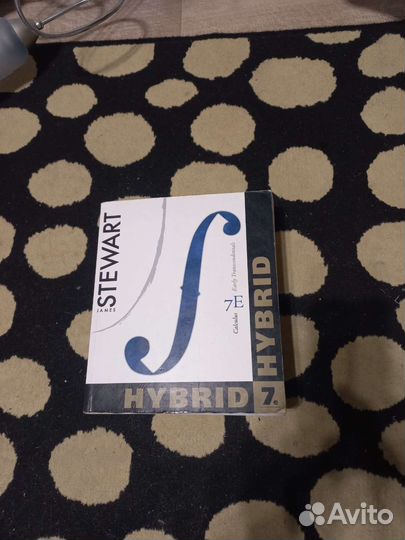 JAMES
STEWART
Calculus
Early Transcendentals
7E
HYBRID
HYBRID
7e
Avito